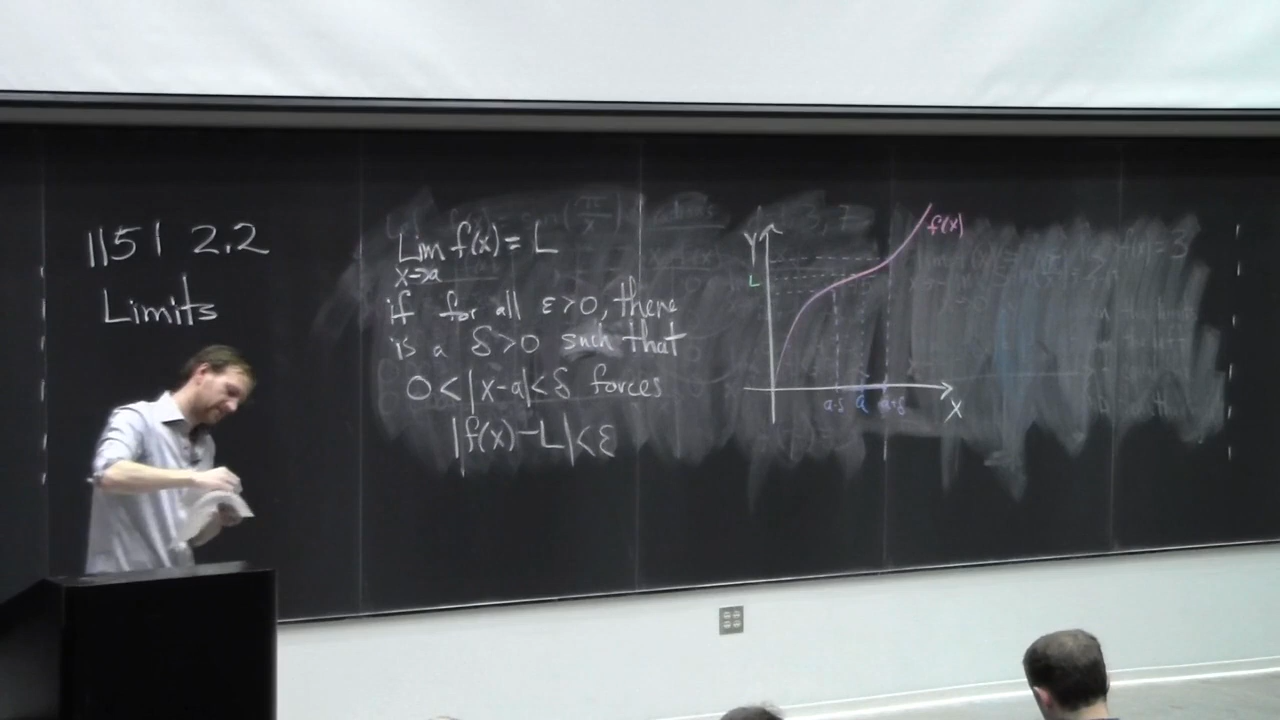 1151 2.2
Limits
Lim f(x) = L
x→a
if for all ε>0, there
is a δ>0 such that
0<|x-a|<δ forces
|f(x)-L|<ε
Y
f(x)
L
a-δ a a+δ
X